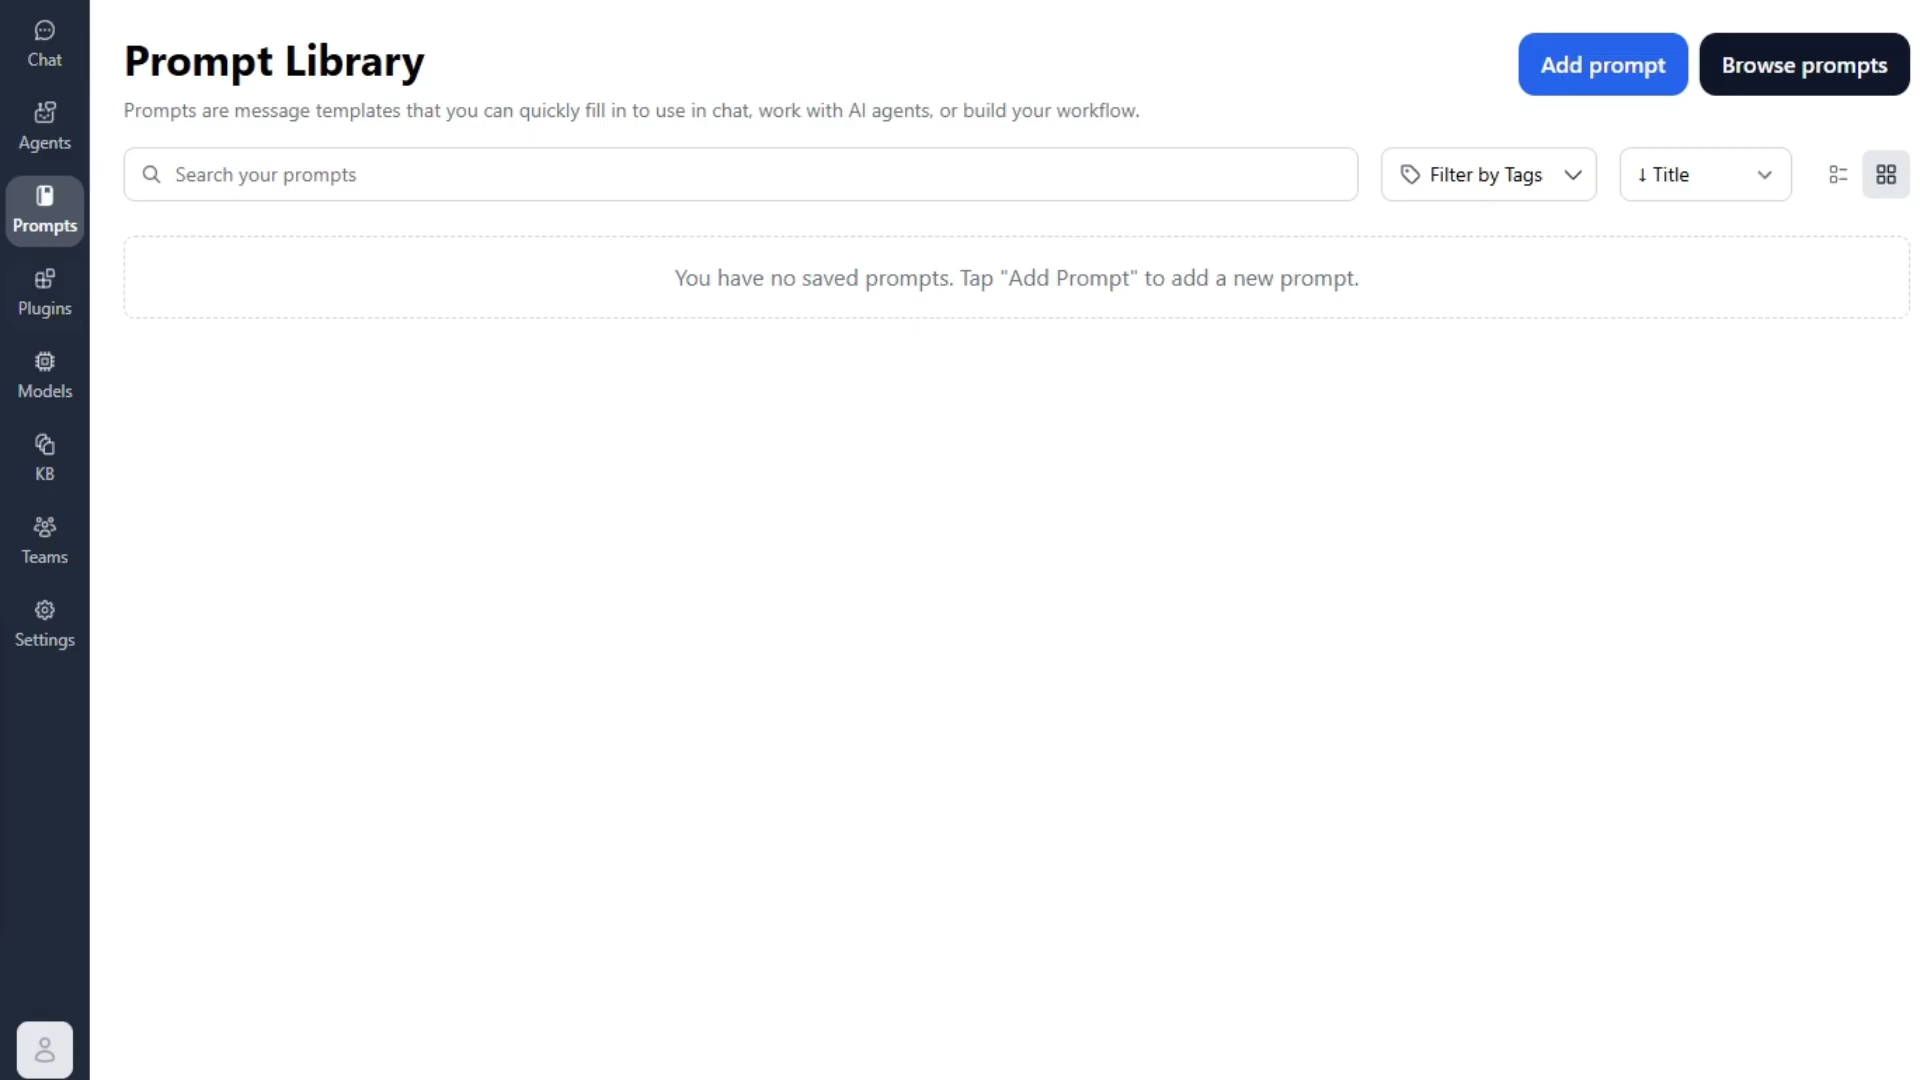 Chat
Agents
Prompts
Plugins
Models
KB
Teams
Settings
Prompt Library
Add prompt
Browse prompts
Prompts are message templates that you can quickly fill in to use in chat, work with AI agents, or build your workflow.
Search your prompts
Filter by Tags
↓ Title
You have no saved prompts. Tap "Add Prompt" to add a new prompt.